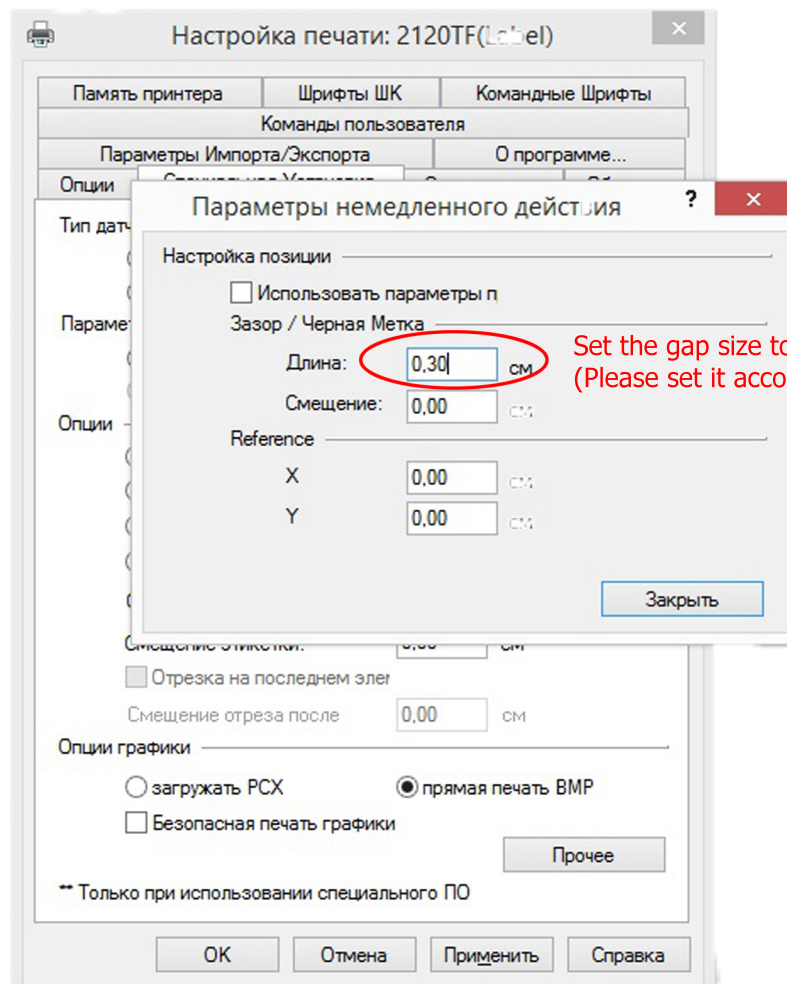 Настройка печати: 2120TF(
Память принтера
Шрифты ШК
Командные Шрифты
Команды пользователя
Параметры Импорта/Экспорта
О программе...
Опции
Параметры немедленного действия
?
Тип
Настройка позиции
Использовать параметры
Зазор / Черная Метка
Длина: 0,30 см
Set the gap size to
(Please set it
Смещение: 0,00 см
Опции
Reference
X 0,00 см
Y 0,00 см
Закрыть
Смещение этикетки: 0,00 см
Отрезка на последнем
Смещение отреза после 0,00 см
Опции графики
загружать PCX
прямая печать BMP
Безопасная печать графики
Прочее
** Только при использовании специального ПО
OK
Отмена
Применить
Справка